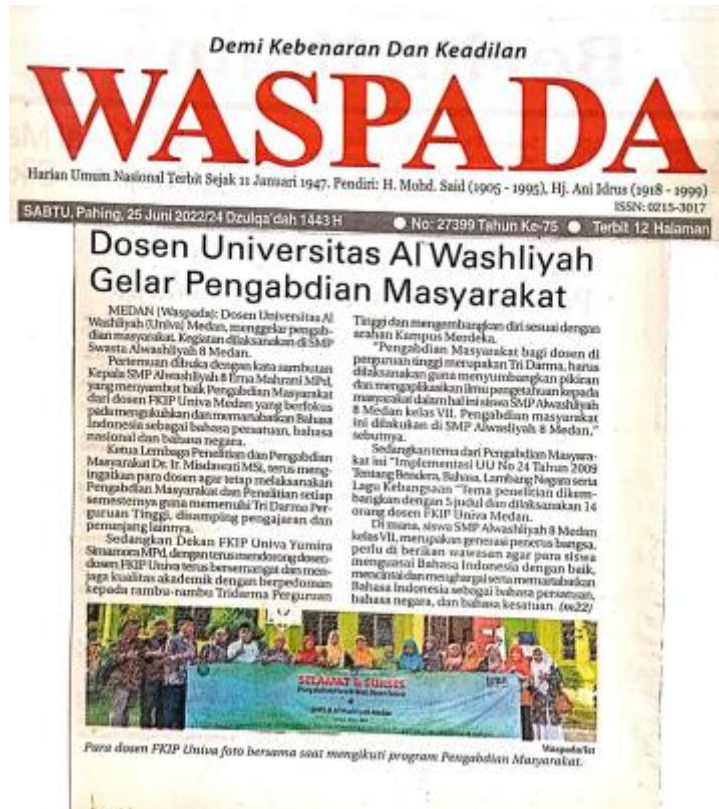 Demi Kebenaran Dan Keadilan
WASPADA
Harian Umum Nasional Terbit Sejak 11 Januari 1947. Pendiri: H. Mohd. Said (1905 - 1995), Hj. Ani Idrus (1918 - 1999)
ISSN: 0215-3017
SABTU, Pahing, 25 Juni 2022/24 Dzulqa'dah 1443 H ● No: 27399 Tahun Ke-75 ● Terbit 12 Halaman
Dosen Universitas Al Washliyah
Gelar Pengabdian Masyarakat
MEDAN (Waspada): Dosen Universitas Al
Washliyah (Univa) Medan, menggelar pengab-
dian masyarakat. Kegiatan dilaksanakan di SMP
Swasta Alwashliyah 8 Medan.
Pertemuan dibuka dengan kata sambutan
Kepala SMP Alwashliyah 8 Erna Mahrani MPd,
yang menyambut baik Pengabdian Masyarakat
dari dosen FKIP Univa Medan yang berfokus
pada mengukuhkan dan memartabatkan Bahasa
Indonesia sebagai bahasa persatuan, bahasa
nasional dan bahasa negara.
Ketua Lembaga Penelitian dan Pengabdian
Masyarakat Dr. Ir. Misdawati MSi, terus meng-
ingatkan para dosen agar tetap melaksanakan
Pengabdian Masyarakat dan Penelitian setiap
semesternya guna memenuhi Tri Darma Per-
guruan Tinggi, disamping pengajaran dan
penunjang lainnya.
Sedangkan Dekan FKIP Univa Yumira
Simamora MPd, dengan terus mendorong dosen-
dosen FKIP Univa terus bersemangat dan men-
jaga kualitas akademik dengan berpedoman
kepada rambu-rambu Tridarma Perguruan
Tinggi dan mengembangkan diri sesuai dengan
arahan Kampus Merdeka.
"Pengabdian Masyarakat bagi dosen di
perguruan tinggi merupakan Tri Darma, harus
dilaksanakan guna menyumbangkan pikiran
dan mengaplikasikan ilmu pengetahuan kepada
masyarakat dalam hal ini siswa SMP Alwashliyah
8 Medan kelas VII. Pengabdian masyarakat
ini dilakukan di SMP Alwashliyah 8 Medan,"
sebutnya.
Sedangkan tema dari Pengabdian Masyara-
kat ini "Implementasi UU No 24 Tahun 2009
Tentang Bendera, Bahasa, Lambang Negara serta
Lagu Kebangsaan "Tema penelitian dikem-
bangkan dengan 5 judul dan dilaksanakan 14
orang dosen FKIP Univa Medan.
Di mana, siswa SMP Alwashliyah 8 Medan
kelas VII, merupakan generasi penerus bangsa,
perlu di berikan wawasan agar para siswa
menguasai Bahasa Indonesia dengan baik,
mencintai dan menghargai serta memartabatkan
Bahasa Indonesia sebagai bahasa persatuan,
bahasa negara, dan bahasa kesatuan. (m22)
SELAMAT & SUKSES
Waspada/Ist
Para dosen FKIP Univa foto bersama saat mengikuti program Pengabdian Masyarakat.